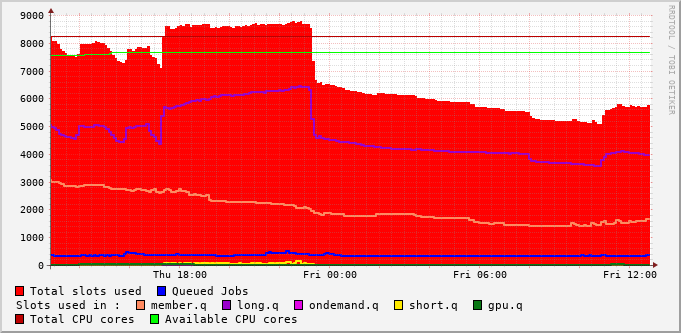 9000
8000
7000
6000
5000
4000
3000
2000
1000
0
Thu 18:00 Fri 00:00 Fri 06:00 Fri 12:00
RRDTOOL / TOBI OETIKER
Total slots used Queued Jobs
Slots used in : member.q long.q ondemand.q short.q gpu.q
Total CPU cores Available CPU cores